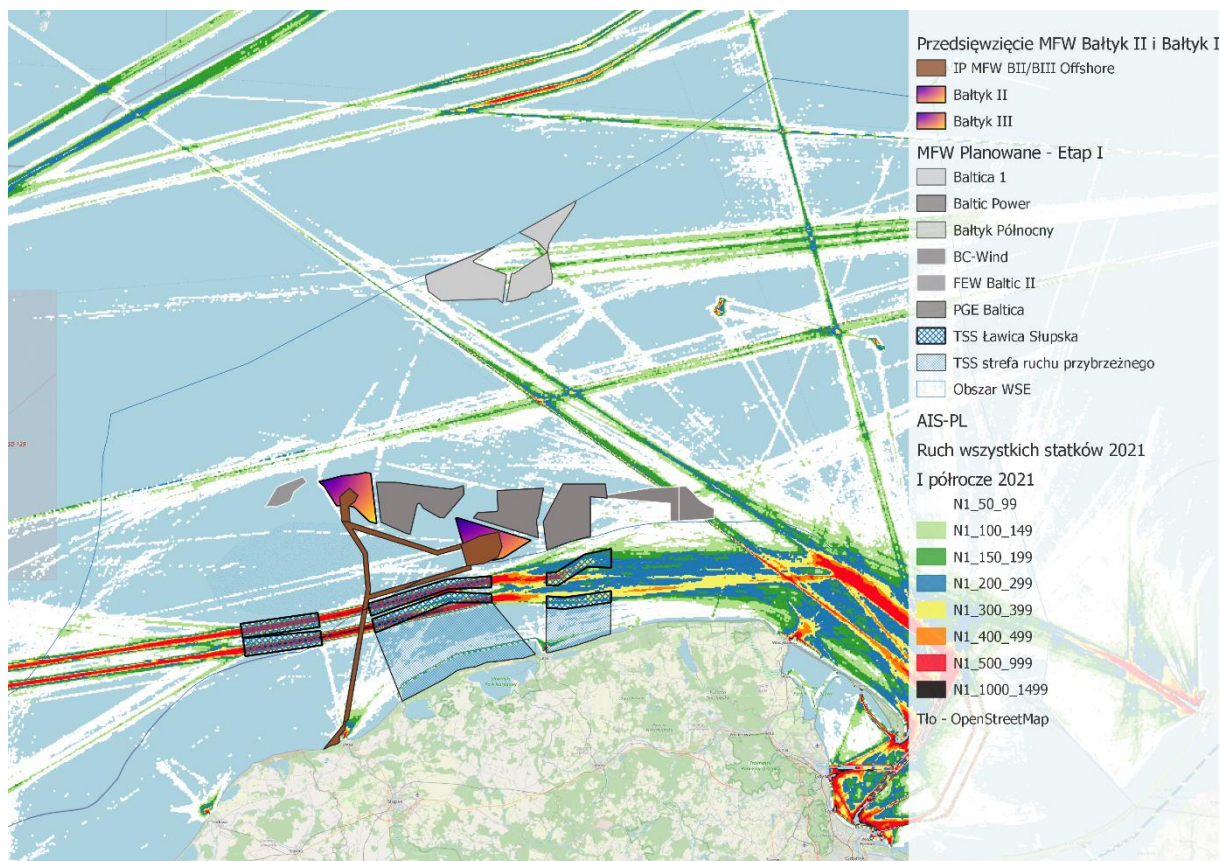 Przedsięwzięcie MFW Bałtyk II i Bałtyk I
IP MFW BII/BIII Offshore
Bałtyk II
Bałtyk III
MFW Planowane - Etap I
Baltica 1
Baltic Power
Bałtyk Północny
BC-Wind
FEW Baltic II
PGE Baltica
TSS Ławica Słupska
TSS strefa ruchu przybrzeżnego
Obszar WSE
AIS-PL
Ruch wszystkich statków 2021
I półrocze 2021
N1_50_99
N1_100_149
N1_150_199
N1_200_299
N1_300_399
N1_400_499
N1_500_999
N1_1000_1499
Tło - OpenStreetMap
Słupsk
Gdynia
Gdańsk